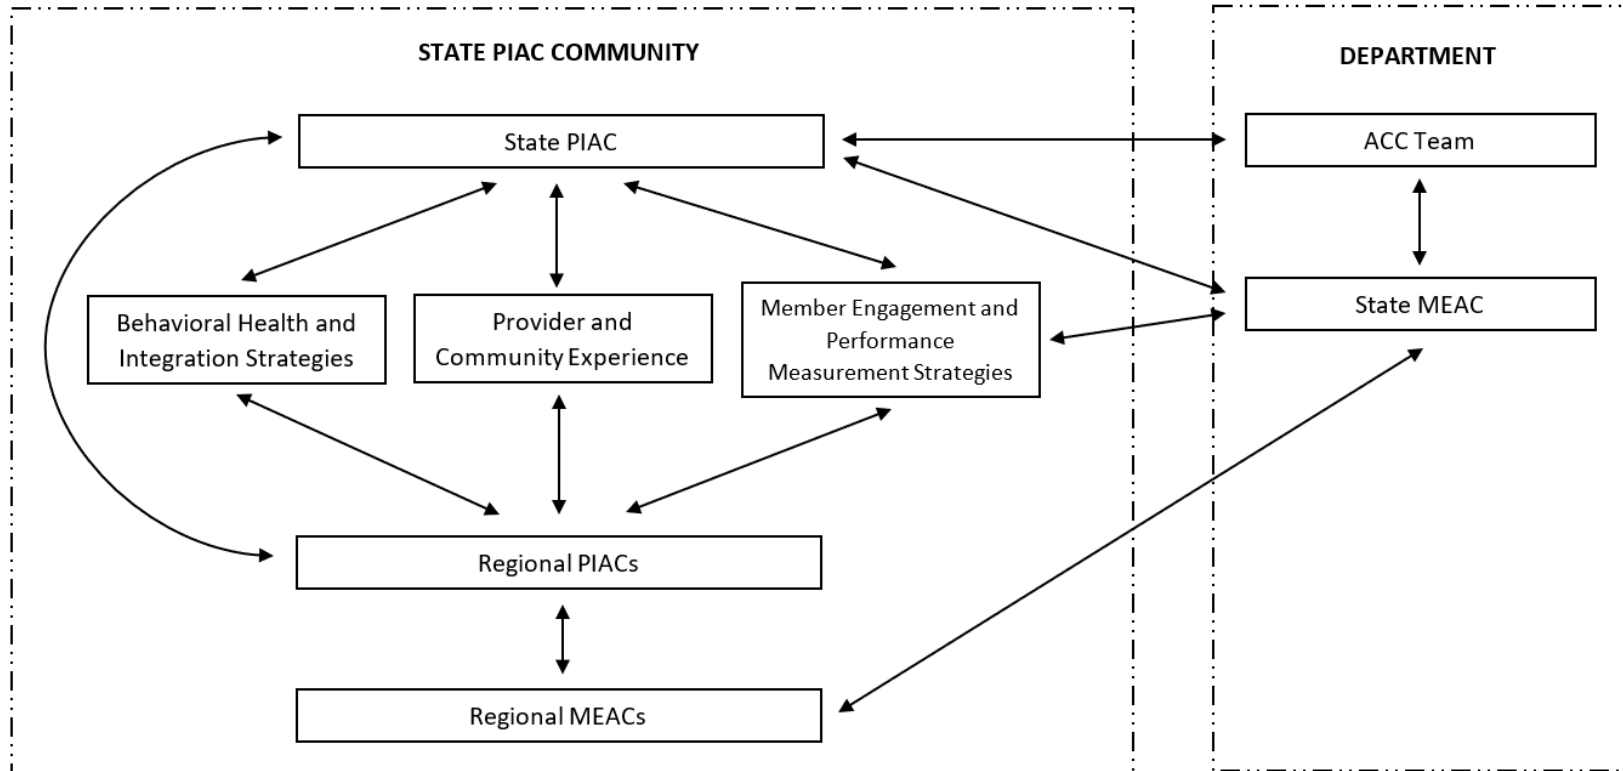 STATE PIAC COMMUNITY
DEPARTMENT
State PIAC
ACC Team
Behavioral Health and
Integration Strategies
Provider and
Community Experience
Member Engagement and
Performance
Measurement Strategies
State MEAC
Regional PIACs
Regional MEACs